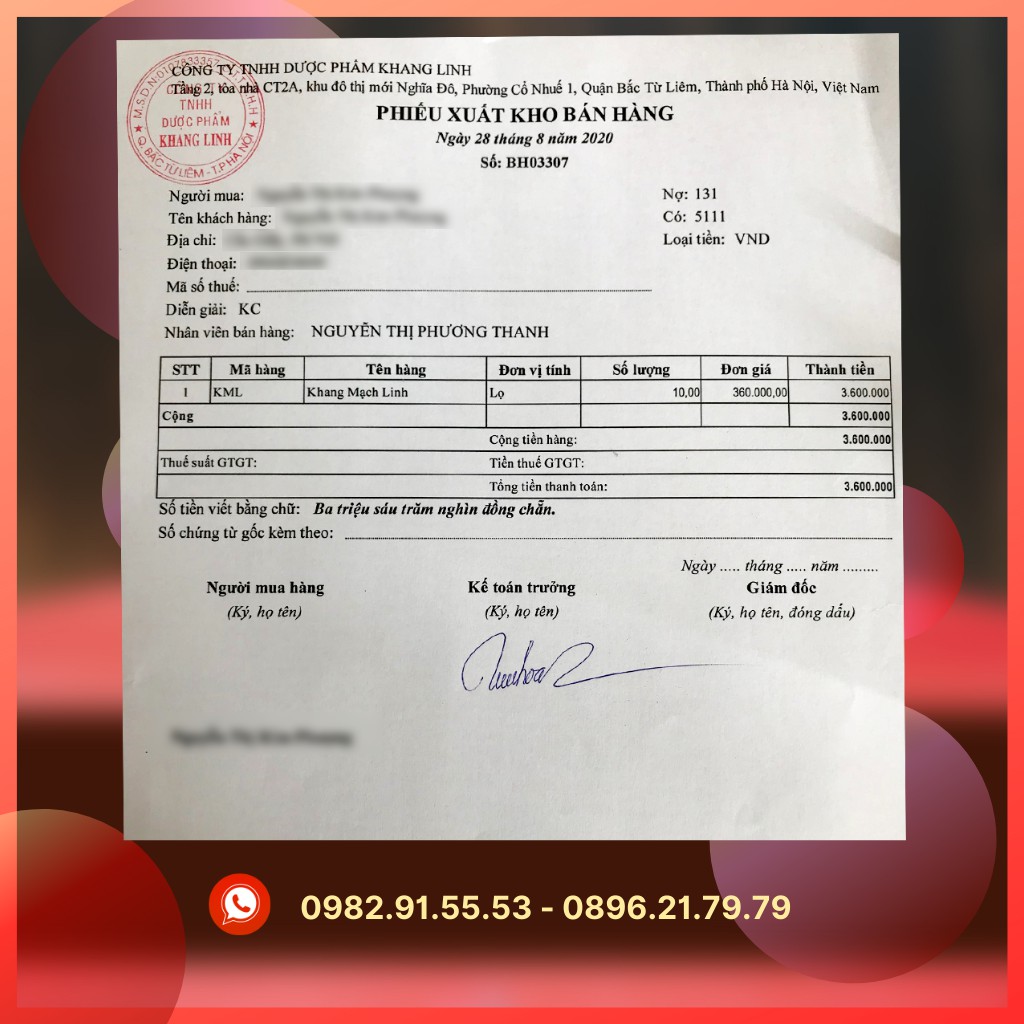 CÔNG TY TNHH DƯỢC PHẨM KHANG LINH
Tầng 2, tòa nhà CT2A, khu đô thị mới Nghĩa Đô, Phường Cổ Nhuế 1, Quận Bắc Từ Liêm, Thành phố Hà Nội, Việt Nam
TNHH
DƯỢC PHẨM
KHANG LINH
Q. BẮC TỪ LIÊM - T.P HÀ NỘI
PHIẾU XUẤT KHO BÁN HÀNG
Ngày 28 tháng 8 năm 2020
Số: BH03307
Người mua:
Nợ: 131
Tên khách hàng:
Có: 5111
Địa chỉ:
Loại tiền: VND
Điện thoại:
Mã số thuế:
Diễn giải: KC
Nhân viên bán hàng: NGUYỄN THỊ PHƯƠNG THANH
STT Mã hàng Tên hàng Đơn vị tính Số lượng Đơn giá Thành tiền
1 KML Khang Mạch Linh Lọ 10,00 360.000,00 3.600.000
Cộng 3.600.000
Cộng tiền hàng: 3.600.000
Thuế suất GTGT: Tiền thuế GTGT:
Tổng tiền thanh toán: 3.600.000
Số tiền viết bằng chữ: Ba triệu sáu trăm nghìn đồng chẵn.
Số chứng từ gốc kèm theo:
Ngày ..... tháng ..... năm .........
Người mua hàng Kế toán trưởng Giám đốc
(Ký, họ tên) (Ký, họ tên) (Ký, họ tên, đóng dấu)
0982.91.55.53 - 0896.21.79.79